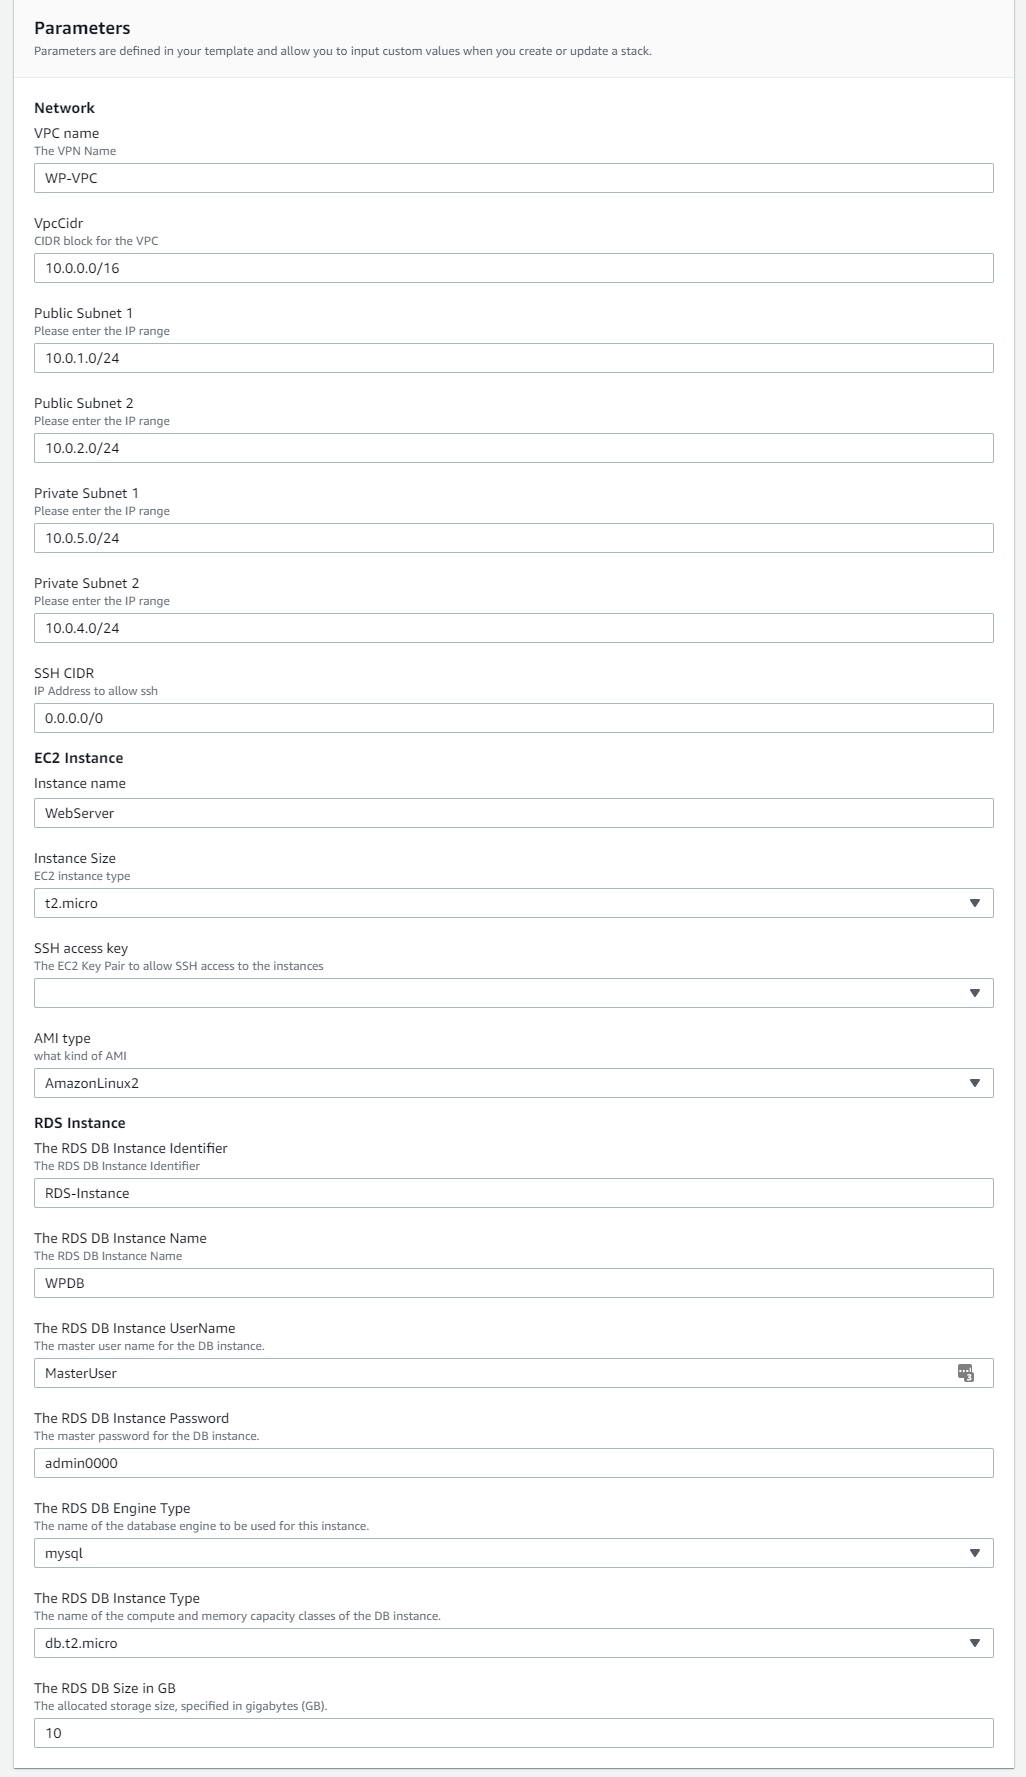 Parameters
Parameters are defined in your template and allow you to input custom values when you create or update a stack.
Network
VPC name
The VPN Name
WP-VPC
VpcCidr
CIDR block for the VPC
10.0.0.0/16
Public Subnet 1
Please enter the IP range
10.0.1.0/24
Public Subnet 2
Please enter the IP range
10.0.2.0/24
Private Subnet 1
Please enter the IP range
10.0.5.0/24
Private Subnet 2
Please enter the IP range
10.0.4.0/24
SSH CIDR
IP Address to allow ssh
0.0.0.0/0
EC2 Instance
Instance name
WebServer
Instance Size
EC2 instance type
t2.micro
SSH access key
The EC2 Key Pair to allow SSH access to the instances
AMI type
what kind of AMI
AmazonLinux2
RDS Instance
The RDS DB Instance Identifier
The RDS DB Instance Identifier
RDS-Instance
The RDS DB Instance Name
The RDS DB Instance Name
WPDB
The RDS DB Instance UserName
The master user name for the DB instance.
MasterUser
3
The RDS DB Instance Password
The master password for the DB instance.
admin0000
The RDS DB Engine Type
The name of the database engine to be used for this instance.
mysql
The RDS DB Instance Type
The name of the compute and memory capacity classes of the DB instance.
db.t2.micro
The RDS DB Size in GB
The allocated storage size, specified in gigabytes (GB).
10